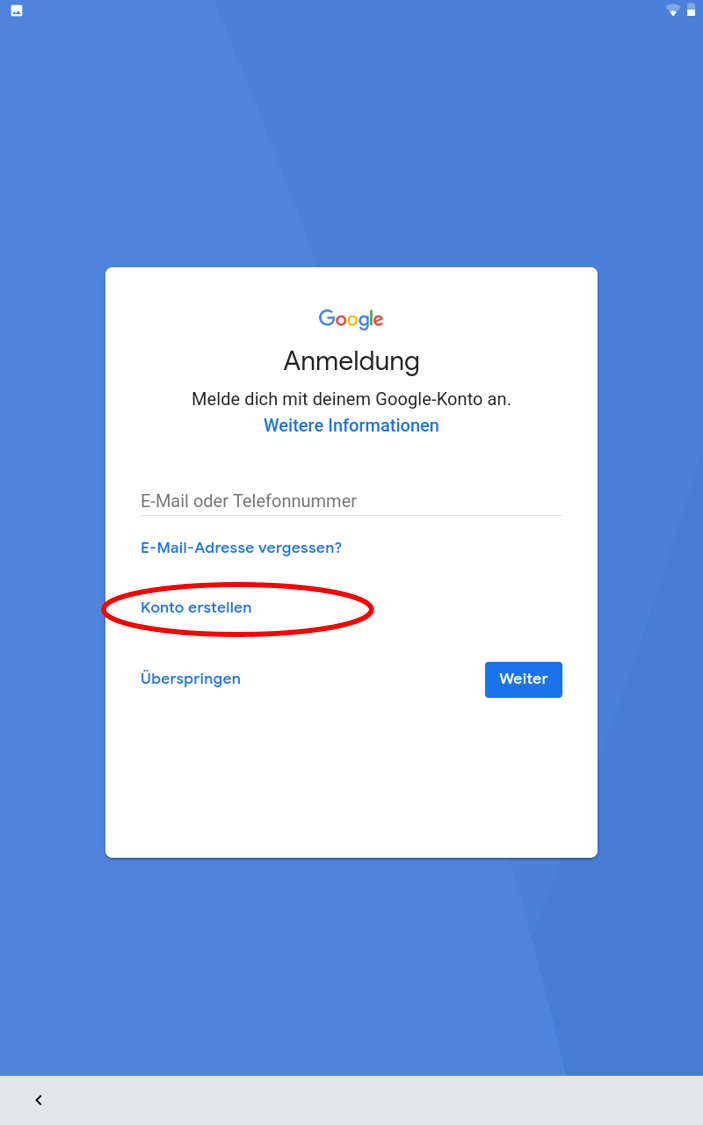 Google
Anmeldung
Melde dich mit deinem Google-Konto an.
Weitere Informationen
E-Mail oder Telefonnummer
E-Mail-Adresse vergessen?
Konto erstellen
Überspringen
Weiter